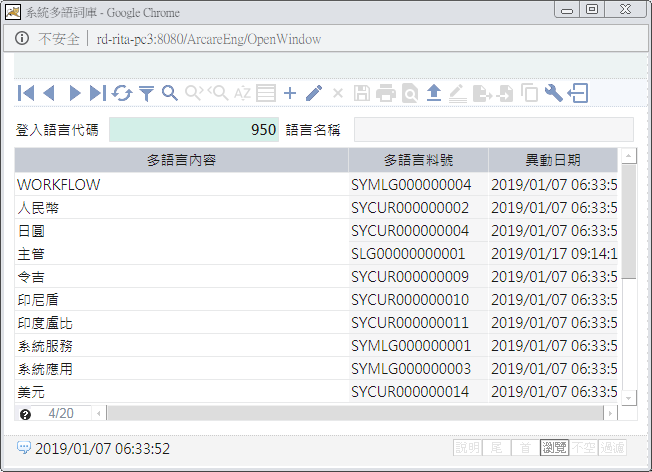 系統多語詞庫 - Google Chrome
不安全 | rd-rita-pc3:8080/ArcareEng/OpenWindow
登入語言代碼 950 語言名稱
多語言內容 多語言料號 異動日期
WORKFLOW SYMLG000000004 2019/01/07 06:33:5
人民幣 SYCUR000000002 2019/01/07 06:33:5
日圓 SYCUR000000004 2019/01/07 06:33:5
主管 SLG00000000001 2019/01/17 09:14:1
令吉 SYCUR000000009 2019/01/07 06:33:5
印尼盾 SYCUR000000010 2019/01/07 06:33:5
印度盧比 SYCUR000000011 2019/01/07 06:33:5
系統服務 SYMLG000000001 2019/01/07 06:33:5
系統應用 SYMLG000000003 2019/01/07 06:33:5
美元 SYCUR000000014 2019/01/07 06:33:5
4/20
2019/01/07 06:33:52 說明 尾 首 瀏覽 不空 過濾